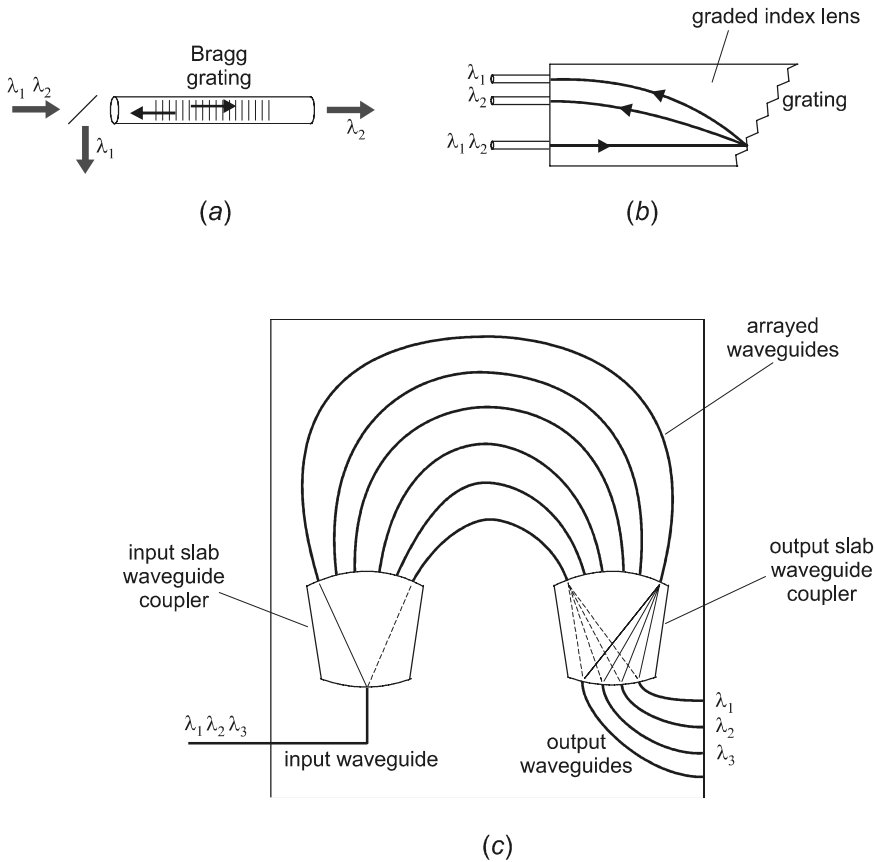 Bragg
grating
λ₁ λ₂
λ₁
λ₂
(a)
graded index lens
λ₁
λ₂
grating
λ₁ λ₂
(b)
arrayed
waveguides
input slab
waveguide
coupler
output slab
waveguide
coupler
λ₁ λ₂ λ₃
input waveguide
output
waveguides
λ₁
λ₂
λ₃
(c)